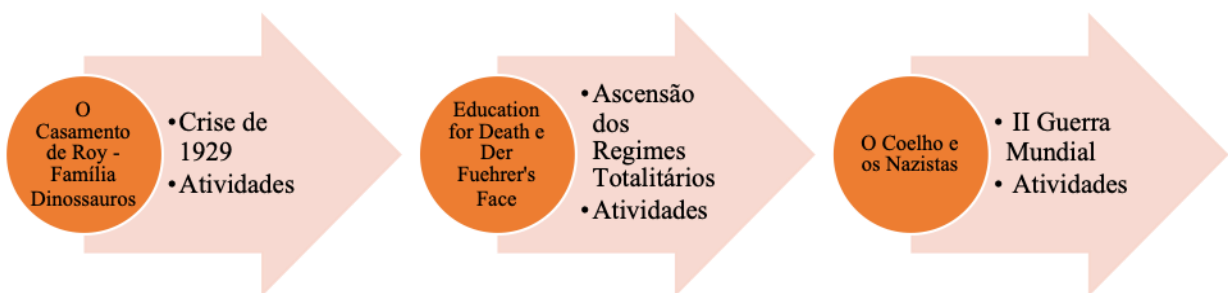 O
Casamento
de Roy -
Família
Dinossauros
•Crise de
1929
•Atividades
Education
for Death e
Der
Fuehrer's
Face
•Ascensão
dos
Regimes
Totalitários
•Atividades
O Coelho e
os Nazistas
• II Guerra
Mundial
• Atividades